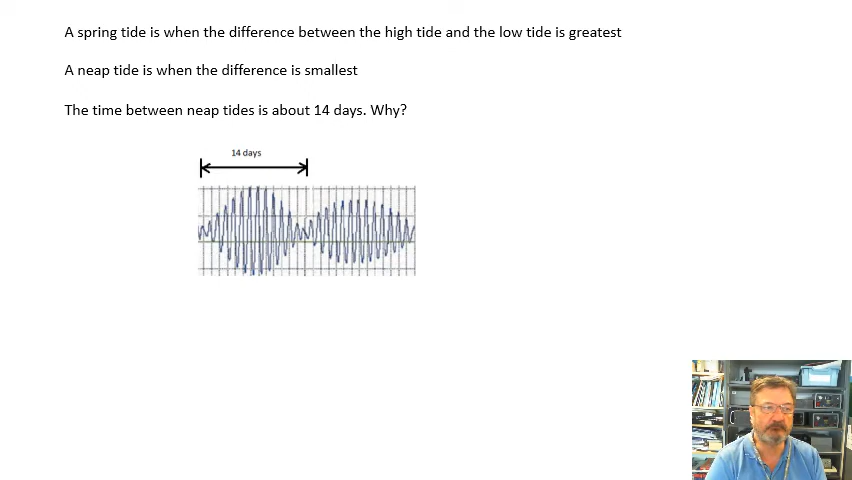 A spring tide is when the difference between the high tide and the low tide is greatest
A neap tide is when the difference is smallest
The time between neap tides is about 14 days. Why?
14 days